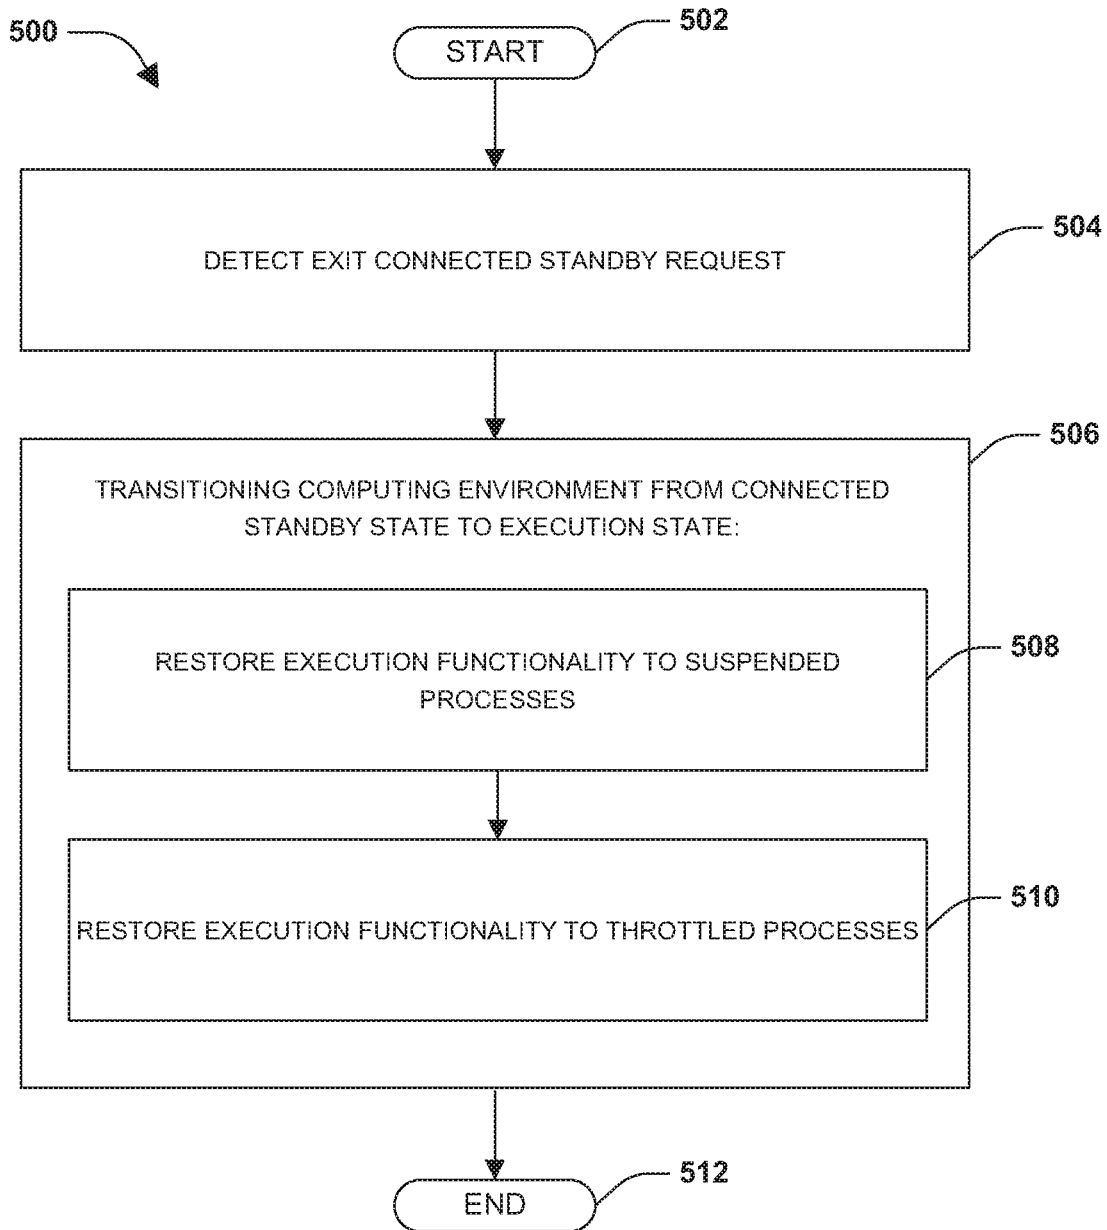 500
START
502
DETECT EXIT CONNECTED STANDBY REQUEST
504
506
TRANSITIONING COMPUTING ENVIRONMENT FROM CONNECTED
STANDBY STATE TO EXECUTION STATE:
RESTORE EXECUTION FUNCTIONALITY TO SUSPENDED
PROCESSES
508
RESTORE EXECUTION FUNCTIONALITY TO THROTTLED PROCESSES
510
END
512